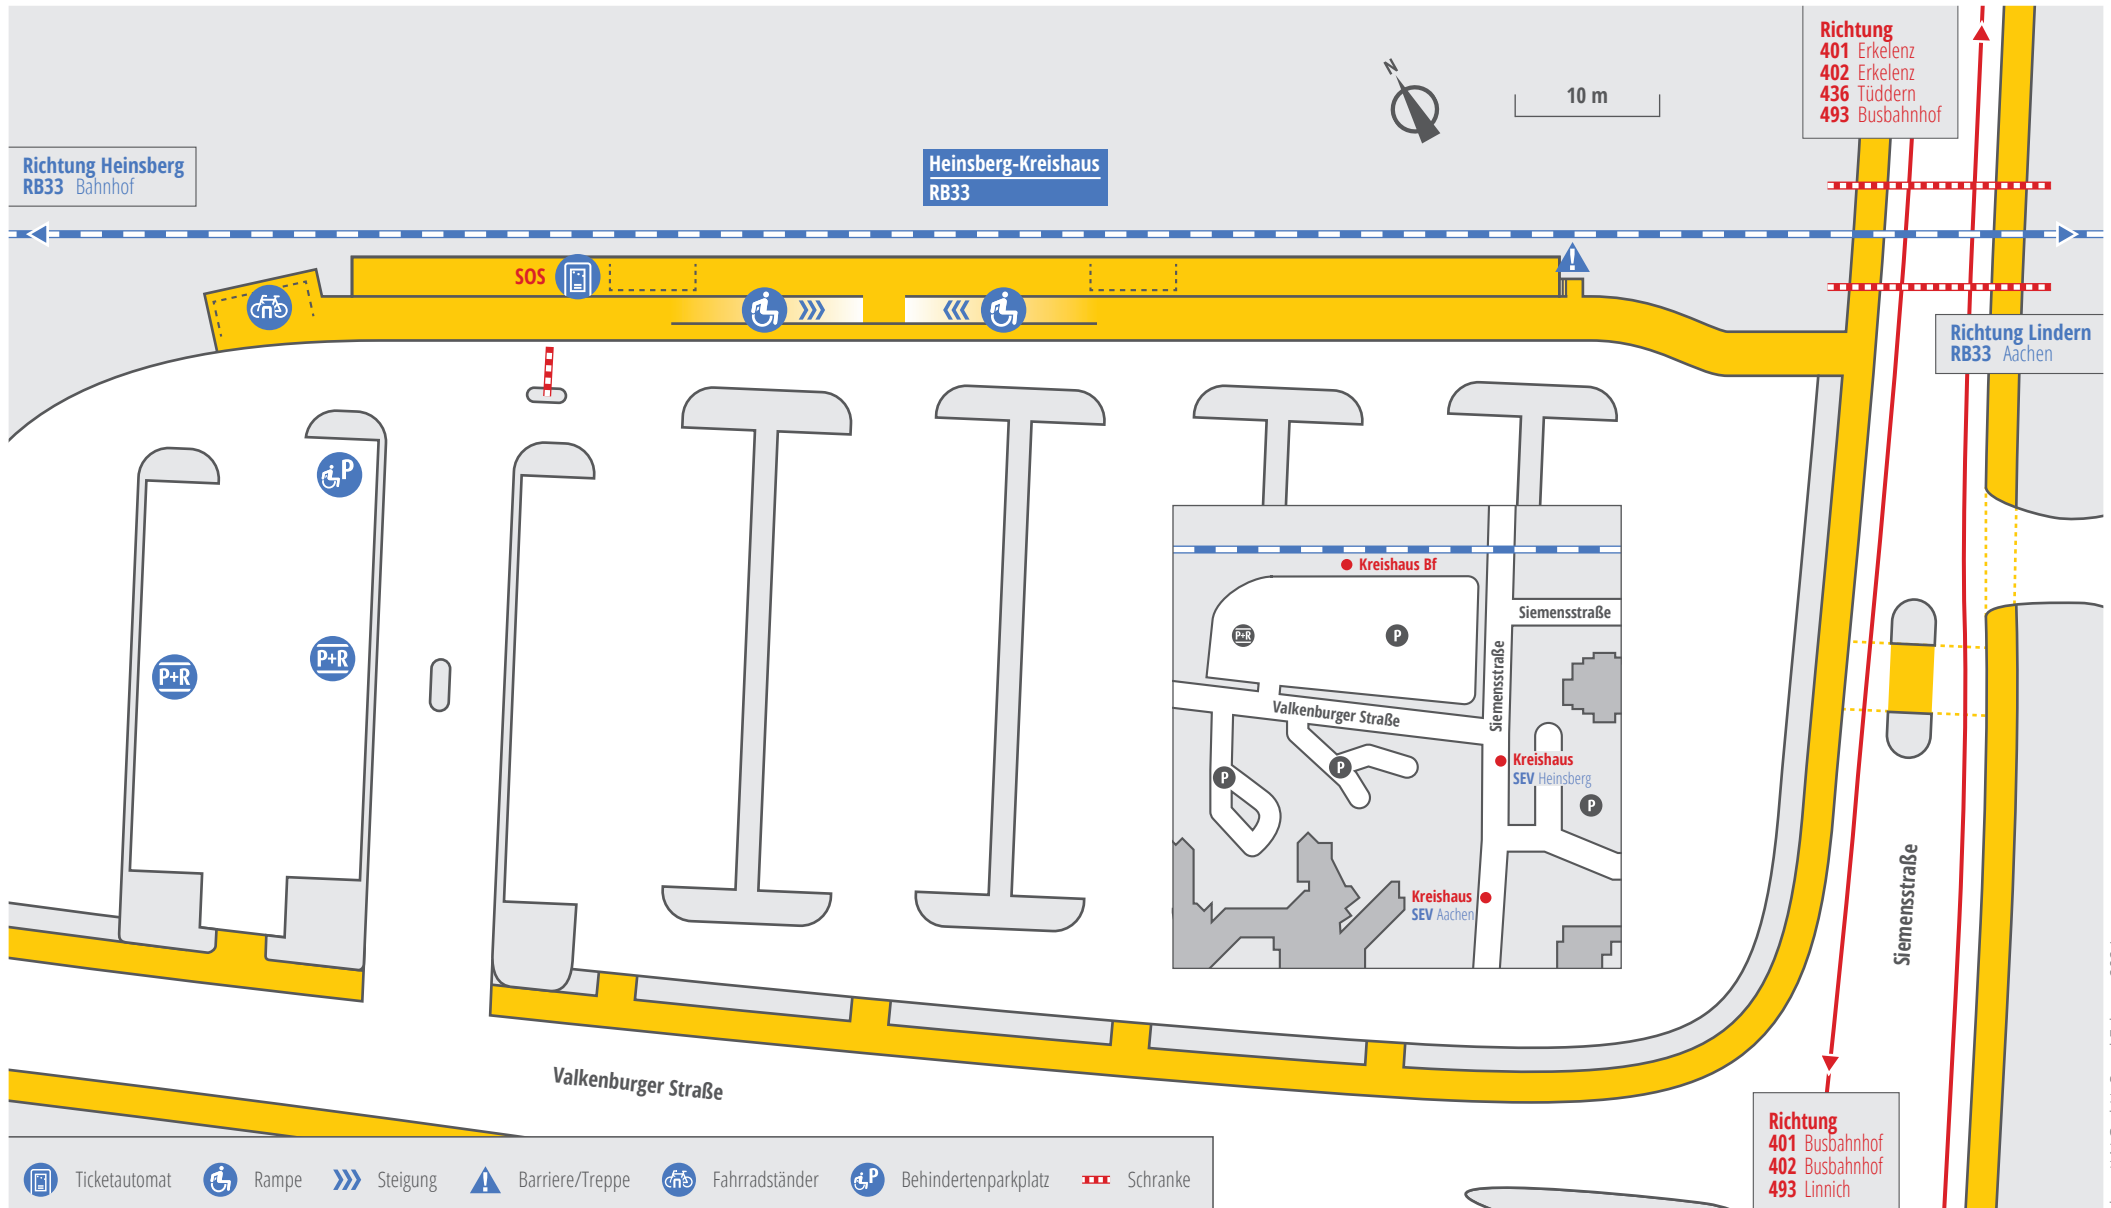 Richtung
401 Erkelenz
402 Erkelenz
436 Tüddern
493 Busbahnhof
N
10 m
Richtung Heinsberg
RB33 Bahnhof
Heinsberg-Kreishaus
RB33
SOS
Richtung Lindern
RB33 Aachen
P
P+R
P+R
Kreishaus Bf
Siemensstraße
P+R
P
Siemensstraße
Valkenburger Straße
Kreishaus
SEV Heinsberg
P
P
P
Kreishaus
SEV Aachen
Siemensstraße
Valkenburger Straße
Richtung
401 Busbahnhof
402 Busbahnhof
493 Linnich
Ticketautomat
Rampe
Steigung
Barriere/Treppe
Fahrradständer
P
Behindertenparkplatz
Schranke